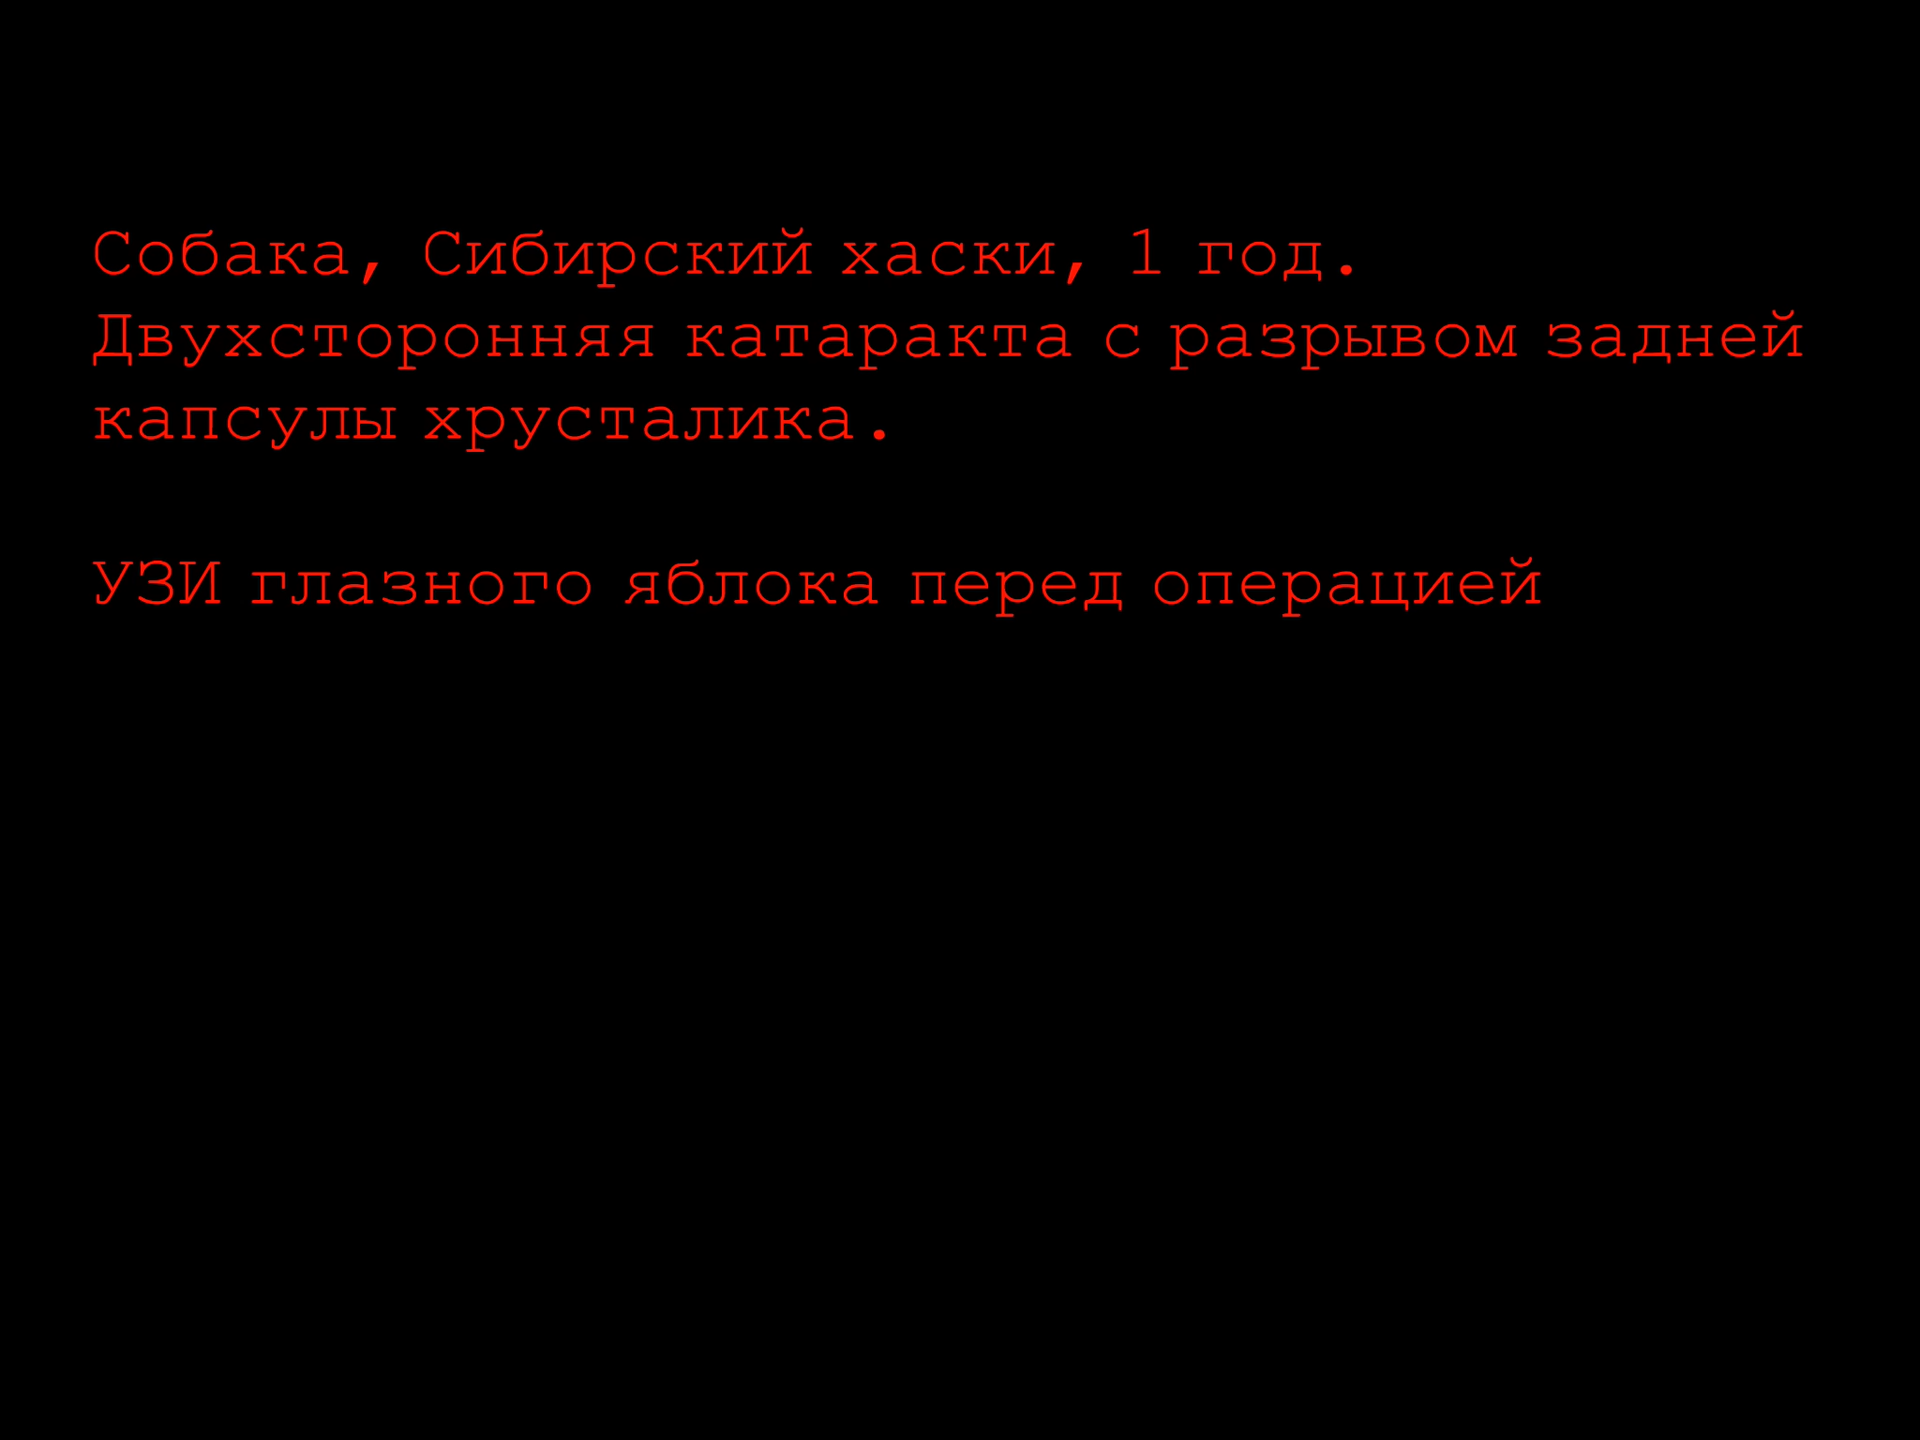 Собака, Сибирский хаски, 1 год.
Двухсторонняя катаракта с разрывом задней
капсулы хрусталика.
УЗИ глазного яблока перед операцией